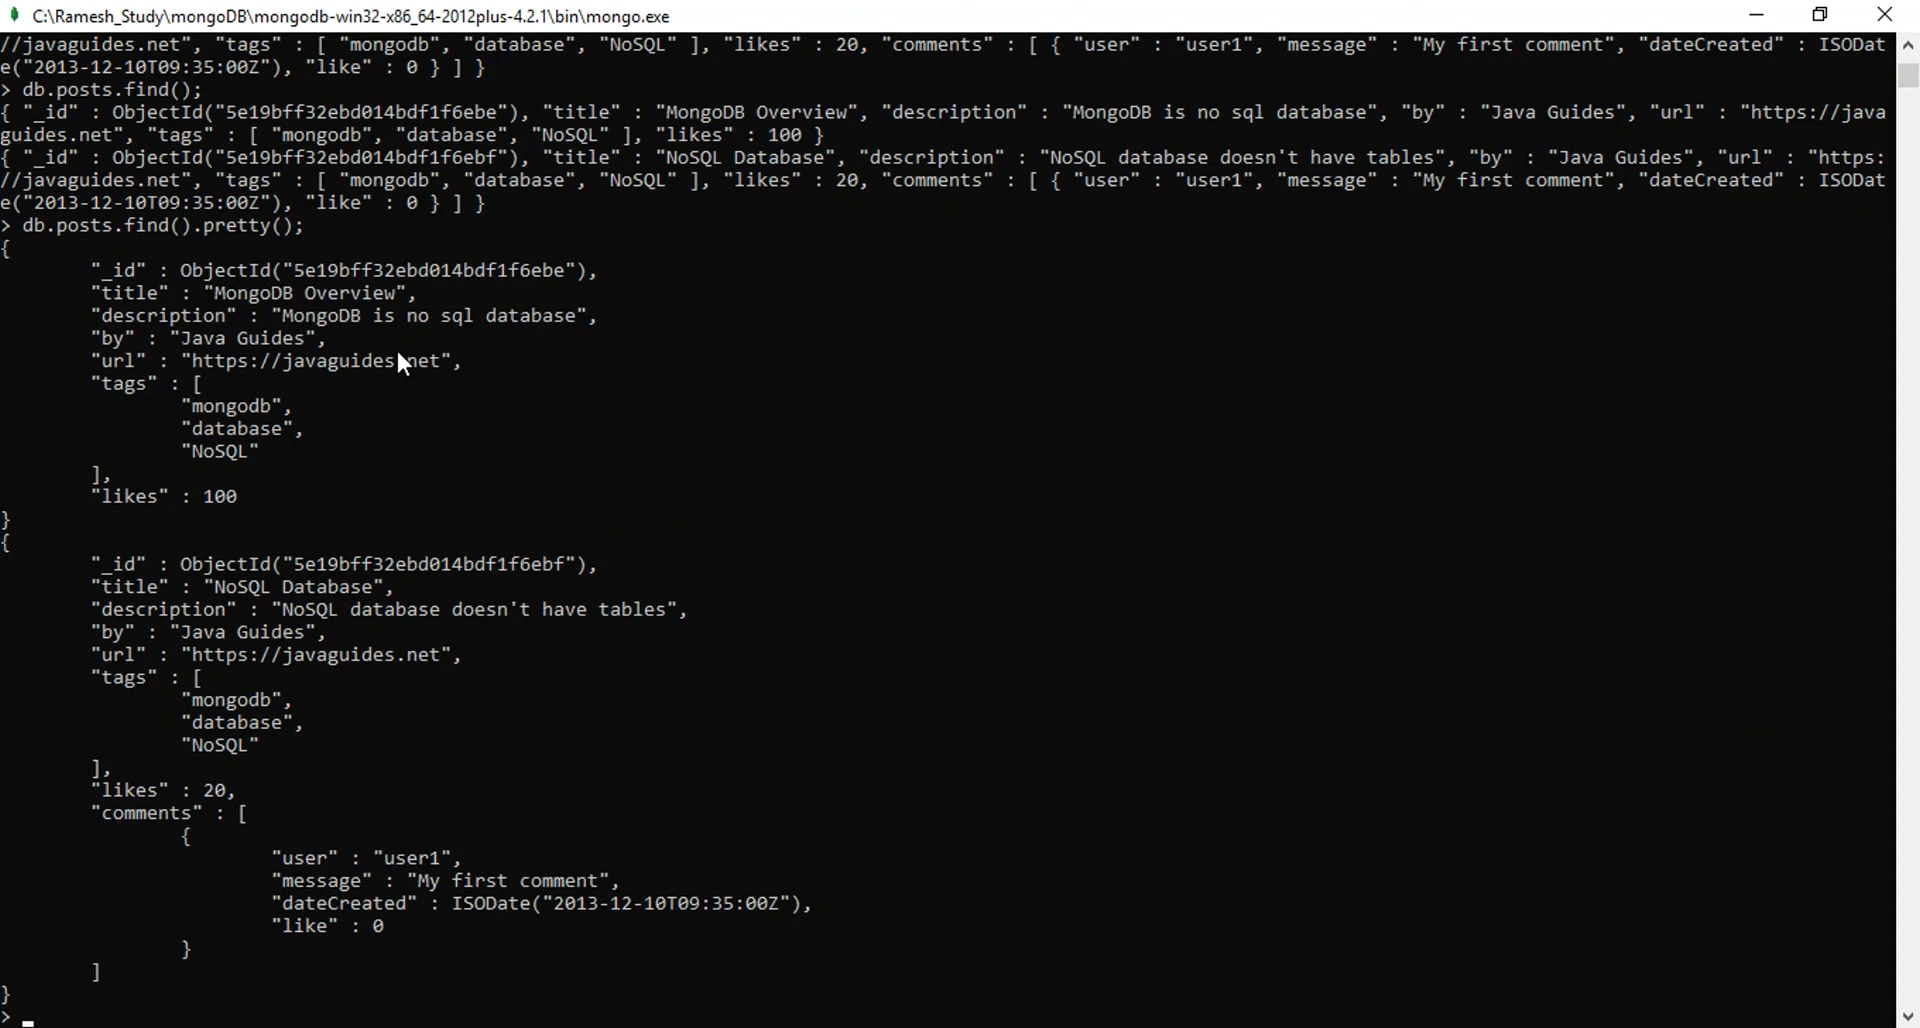 C:\Ramesh_Study\mongoDB\mongodb-win32-x86_64-2012plus-4.2.1\bin\mongo.exe
//javaguides.net", "tags" : [ "mongodb", "database", "NoSQL" ], "likes" : 20, "comments" : [ { "user" : "user1", "message" : "My first comment", "dateCreated" : ISODat
e("2013-12-10T09:35:00Z"), "like" : 0 } ] }
> db.posts.find();
{ "_id" : ObjectId("5e19bff32ebd014bdf1f6ebe"), "title" : "MongoDB Overview", "description" : "MongoDB is no sql database", "by" : "Java Guides", "url" : "https://java
guides.net", "tags" : [ "mongodb", "database", "NoSQL" ], "likes" : 100 }
{ "_id" : ObjectId("5e19bff32ebd014bdf1f6ebf"), "title" : "NoSQL Database", "description" : "NoSQL database doesn't have tables", "by" : "Java Guides", "url" : "https:
//javaguides.net", "tags" : [ "mongodb", "database", "NoSQL" ], "likes" : 20, "comments" : [ { "user" : "user1", "message" : "My first comment", "dateCreated" : ISODat
e("2013-12-10T09:35:00Z"), "like" : 0 } ] }
> db.posts.find().pretty();
{
        "_id" : ObjectId("5e19bff32ebd014bdf1f6ebe"),
        "title" : "MongoDB Overview",
        "description" : "MongoDB is no sql database",
        "by" : "Java Guides",
        "url" : "https://javaguides.net",
        "tags" : [
                "mongodb",
                "database",
                "NoSQL"
        ],
        "likes" : 100
}
{
        "_id" : ObjectId("5e19bff32ebd014bdf1f6ebf"),
        "title" : "NoSQL Database",
        "description" : "NoSQL database doesn't have tables",
        "by" : "Java Guides",
        "url" : "https://javaguides.net",
        "tags" : [
                "mongodb",
                "database",
                "NoSQL"
        ],
        "likes" : 20,
        "comments" : [
                {
                        "user" : "user1",
                        "message" : "My first comment",
                        "dateCreated" : ISODate("2013-12-10T09:35:00Z"),
                        "like" : 0
                }
        ]
}
>